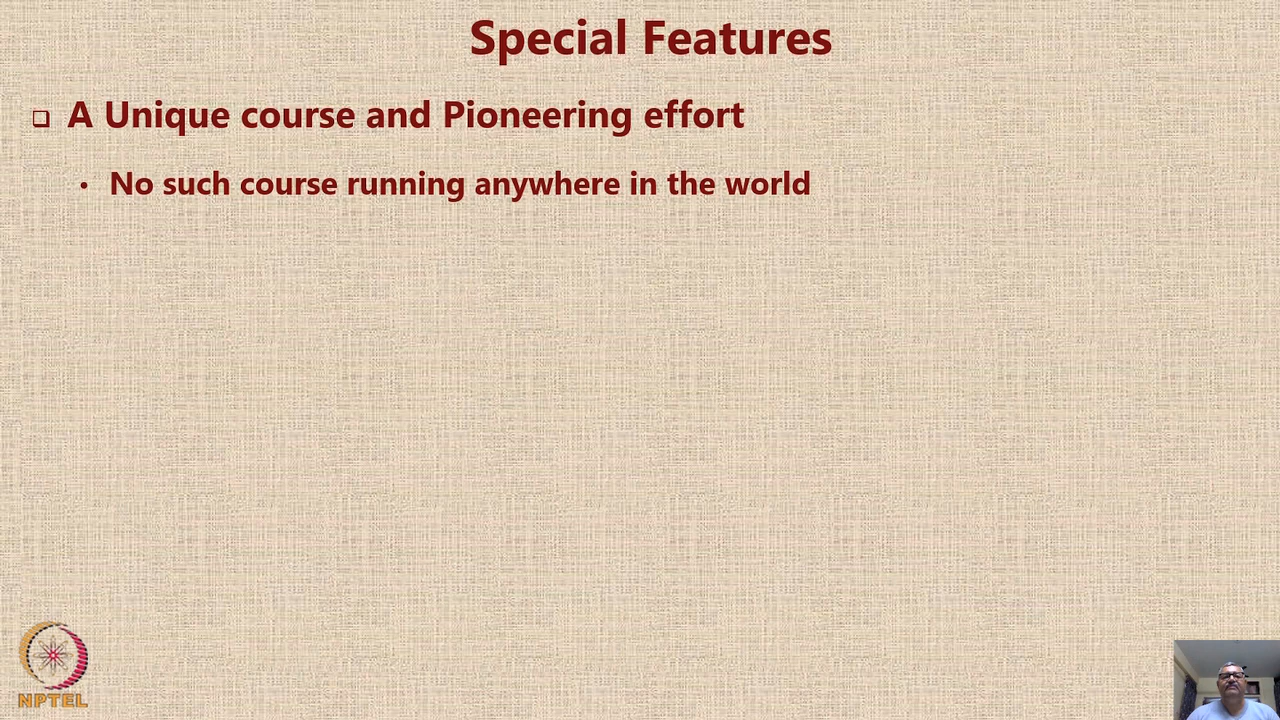 Special Features
A Unique course and Pioneering effort
No such course running anywhere in the world
NPTEL